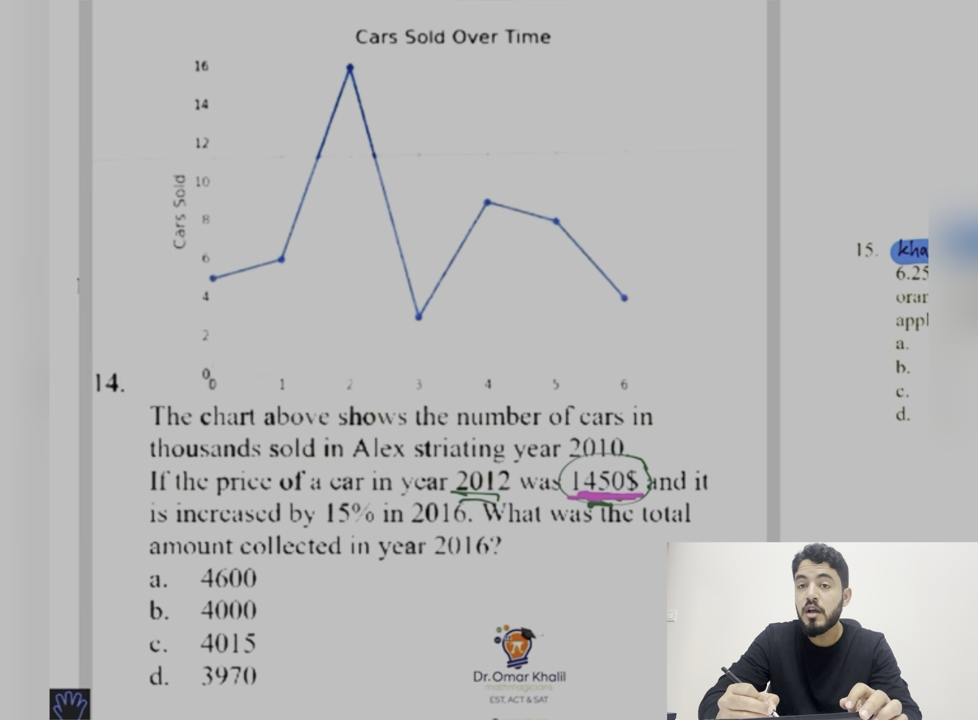 Cars Sold Over Time
16
14
12
10
8
6
4
2
0
Cars Sold
0 1 2 3 4 5 6
14.
The chart above shows the number of cars in
thousands sold in Alex striating year 2010.
If the price of a car in year 2012 was 1450$ and it
is increased by 15% in 2016. What was the total
amount collected in year 2016?
a. 4600
b. 4000
c. 4015
d. 3970
Dr.Omar Khalil
mathmagicians
EST, ACT & SAT
15. kha
6.25
oran
appl
a.
b.
c.
d.